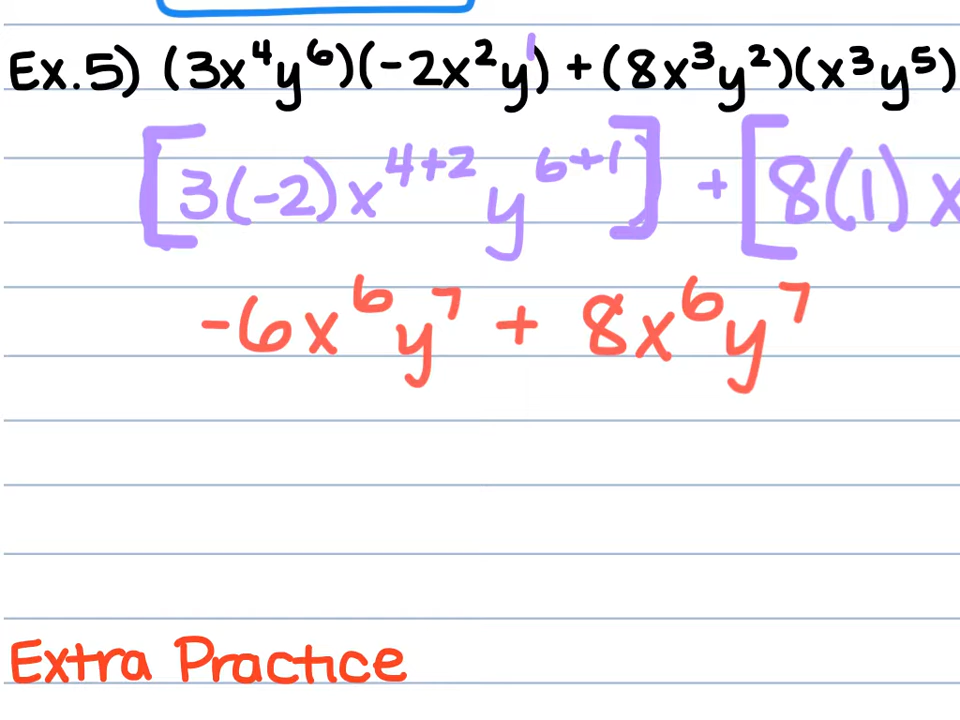 Ex.5) (3x⁴y⁶)(-2x²y¹) + (8x³y²)(x³y⁵)
[3(-2)x⁴⁺²y⁶⁺¹] + [8(1)x
-6x⁶y⁷ + 8x⁶y⁷
Extra Practice